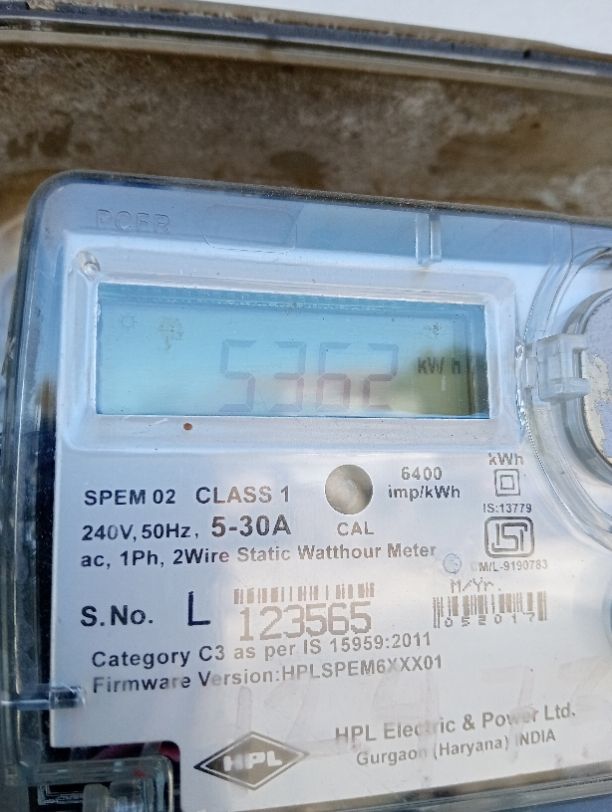 5362 kWh
SPEM 02 CLASS 1
6400
imp/kWh
kWh
240V, 50Hz, 5-30A
CAL
IS:13779
ac, 1Ph, 2Wire Static Watthour Meter
CM/L-9190783
M/Yr.
S.No. L 123565
052017
Category C3 as per IS 15959:2011
Firmware Version:HPLSPEM6XXX01
HPL
HPL Electric & Power Ltd.
Gurgaon (Haryana) INDIA